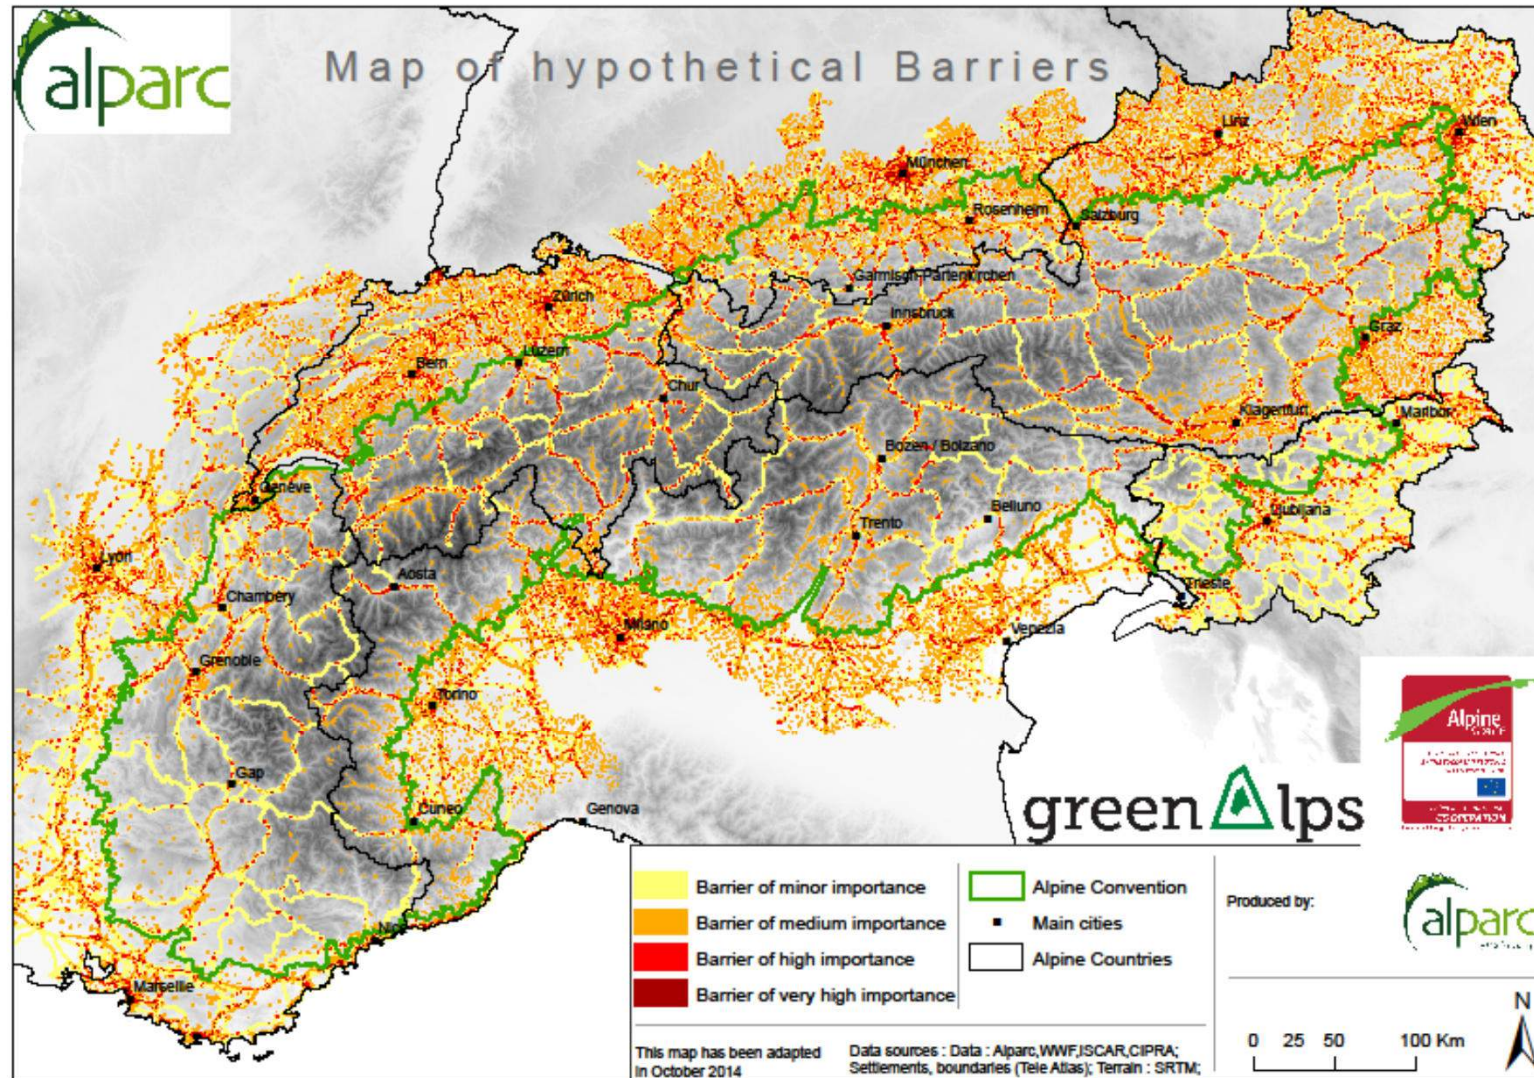 alparc
Map of hypothetical Barriers
Linz
Wien
München
Rosenheim
Salzburg
Garmisch-Partenkirchen
Zürich
Innsbruck
Graz
Luzern
Bern
Chur
Klagenfurt
Maribor
Bozen / Bolzano
Genève
Belluno
Ljubljana
Trento
Lyon
Aosta
Trieste
Chambéry
Milano
Venezia
Grenoble
Torino
Gap
Cuneo
Genova
Nice
Marseille
Alpine
COOPERATION
green Alps
Barrier of minor importance
Barrier of medium importance
Barrier of high importance
Barrier of very high importance
Alpine Convention
Main cities
Alpine Countries
Produced by:
alparc
N
0 25 50 100 Km
This map has been adapted
in October 2014
Data sources : Data : Alparc,WWF,ISCAR,CIPRA;
Settlements, boundaries (Tele Atlas); Terrain : SRTM;